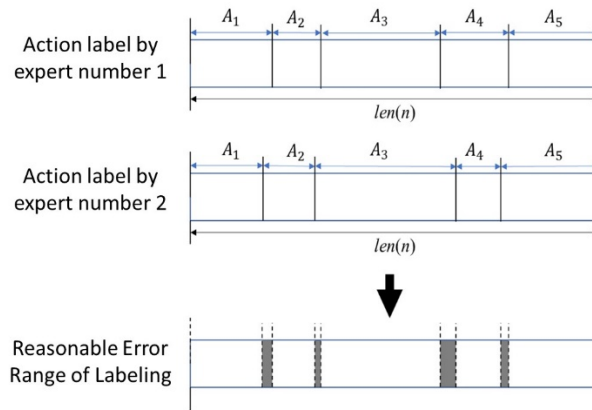 A₁ A₂ A₃ A₄ A₅
Action label by
expert number 1
len(n)
A₁ A₂ A₃ A₄ A₅
Action label by
expert number 2
len(n)
Reasonable Error
Range of Labeling